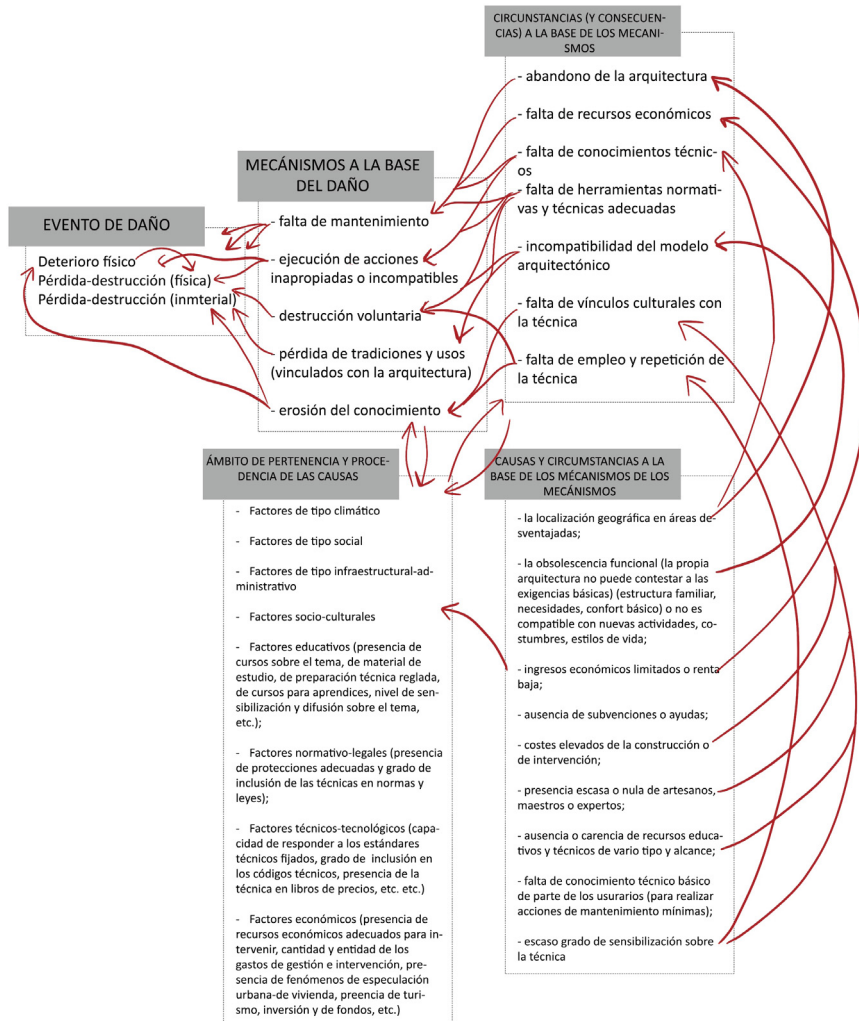 CIRCUNSTANCIAS (Y CONSECUEN-
CIAS) A LA BASE DE LOS MECANI-
SMOS
- abandono de la arquitectura
- falta de recursos económicos
- falta de conocimientos técnic-
os
- falta de herramientas normati-
vas y técnicas adecuadas
- incompatibilidad del modelo
arquitectónico
- falta de vínculos culturales con
la técnica
- falta de empleo y repetición de
la técnica
MECÁNISMOS A LA BASE
DEL DAÑO
- falta de mantenimiento
- ejecución de acciones
inapropiadas o incompatibles
- destrucción voluntaria
- pérdida de tradiciones y usos
(vinculados con la arquitectura)
- erosión del conocimiento
EVENTO DE DAÑO
Deterioro físico
Pérdida-destrucción (física)
Pérdida-destrucción (inmterial)
ÁMBITO DE PERTENENCIA Y PROCE-
DENCIA DE LAS CAUSAS
- Factores de tipo climático
- Factores de tipo social
- Factores de tipo infraestructural-ad-
ministrativo
- Factores socio-culturales
- Factores educativos (presencia de
cursos sobre el tema, de material de
estudio, de preparación técnica reglada,
de cursos para aprendices, nivel de sen-
sibilización y difusión sobre el tema,
etc.);
- Factores normativo-legales (presencia
de protecciones adecuadas y grado de
inclusión de las técnicas en normas y
leyes);
- Factores técnicos-tecnológicos (capa-
cidad de responder a los estándares
técnicos fijados, grado de inclusión en
los códigos técnicos, presencia de la
técnica en libros de precios, etc. etc.)
- Factores económicos (presencia de
recursos económicos adecuados para in-
tervenir, cantidad y entidad de los
gastos de gestión e intervención, pre-
sencia de fenómenos de especulación
urbana-de vivienda, preencia de turi-
smo, inversión y de fondos, etc.)
CAUSAS Y CIRCUMSTANCIAS A LA
BASE DE LOS MÉCANISMOS DE LOS
MECÁNISMOS
- la localización geográfica en áreas de-
sventajadas;
- la obsolescencia funcional (la propia
arquitectura no puede contestar a las
exigencias básicas) (estructura familiar,
necesidades, confort básico) o no es
compatible con nuevas actividades, co-
stumbres, estilos de vida;
- ingresos económicos limitados o renta
baja;
- ausencia de subvenciones o ayudas;
- costes elevados de la construcción o
de intervención;
- presencia escasa o nula de artesanos,
maestros o expertos;
- ausencia o carencia de recursos educa-
tivos y técnicos de vario tipo y alcance;
- falta de conocimiento técnico básico
de parte de los usurarios (para realizar
acciones de mantenimiento mínimas);
- escaso grado de sensibilización sobre
la técnica